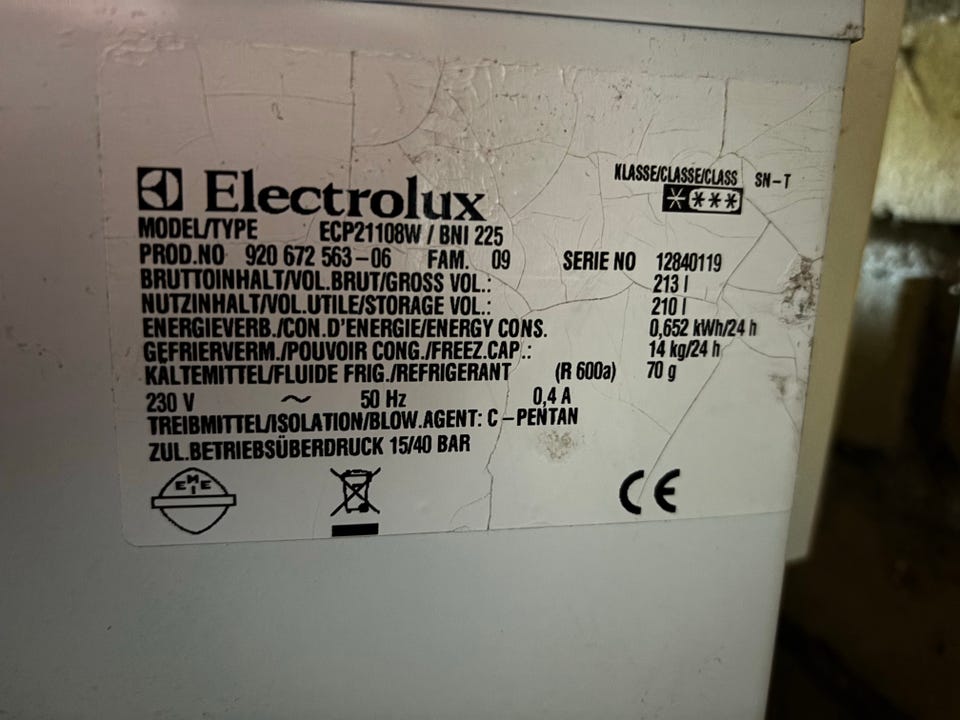 Electrolux
KLASSE/CLASSE/CLASS SN-T
****
MODEL/TYPE ECP21108W / BNI 225
PROD.NO 920 672 563-06 FAM. 09 SERIE NO 12840119
BRUTTOINHALT/VOL.BRUT/GROSS VOL.: 213 l
NUTZINHALT/VOL.UTILE/STORAGE VOL.: 210 l
ENERGIEVERB./CON.D'ENERGIE/ENERGY CONS. 0,652 kWh/24 h
GEFRIERVERM./POUVOIR CONG./FREEZ.CAP.: 14 kg/24 h
KÄLTEMITTEL/FLUIDE FRIG./REFRIGERANT (R 600a) 70 g
230 V ~ 50 Hz 0,4 A
TREIBMITTEL/ISOLATION/BLOW.AGENT: C-PENTAN
ZUL.BETRIEBSÜBERDRUCK 15/40 BAR
EMEI
CE